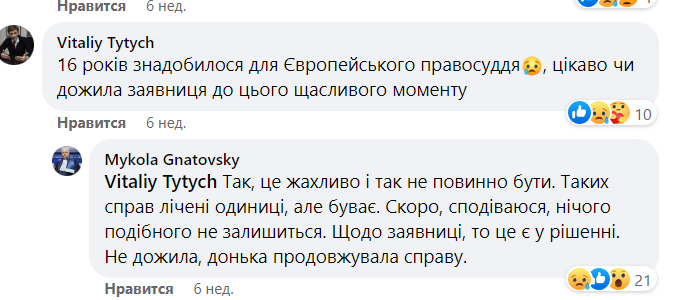 Нравится 6 нед.
Vitaliy Tytych
16 років знадобилося для Європейського правосуддя😥, цікаво чи
дожила заявниця до цього щасливого моменту
10
Нравится 6 нед.
Mykola Gnatovsky
Vitaliy Tytych Так, це жахливо і так не повинно бути. Таких
справ лічені одиниці, але буває. Скоро, сподіваюся, нічого
подібного не залишиться. Щодо заявниці, то це є у рішенні.
Не дожила, донька продовжувала справу.
21
Нравится 6 нед.